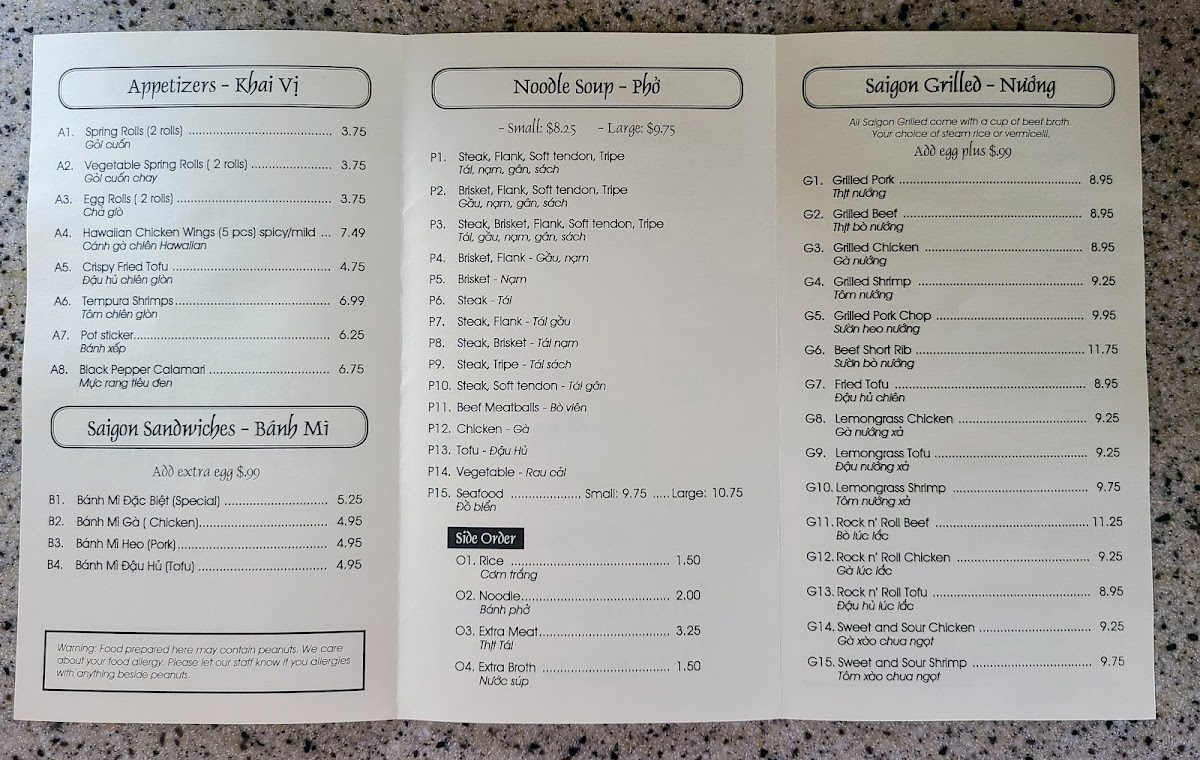 Appetizers - Khai Vị
A1. Spring Rolls (2 rolls) ........ 3.75
Gỏi cuốn
A2. Vegetable Spring Rolls ( 2 rolls) ........ 3.75
Gỏi cuốn chay
A3. Egg Rolls ( 2 rolls) ........ 3.75
Chả giò
A4. Hawaiian Chicken Wings (5 pcs) spicy/mild ... 7.49
Cánh gà chiên Hawaiian
A5. Crispy Fried Tofu ........ 4.75
Đậu hủ chiên giòn
A6. Tempura Shrimps ........ 6.99
Tôm chiên giòn
A7. Pot sticker ........ 6.25
Bánh xếp
A8. Black Pepper Calamari ........ 6.75
Mực rang tiêu đen
Saigon Sandwiches - Bánh Mì
Add extra egg $.99
B1. Bánh Mì Đặc Biệt (Special) ........ 5.25
B2. Bánh Mì Gà ( Chicken) ........ 4.95
B3. Bánh Mì Heo (Pork) ........ 4.95
B4. Bánh Mì Đậu Hủ (Tofu) ........ 4.95
Warning: Food prepared here may contain peanuts. We care
about your food alergy. Please let our staff know if you allergies
with anything beside peanuts.
Noodle Soup - Phở
- Small: $8.25 - Large: $9.75
P1. Steak, Flank, Soft tendon, Tripe
Tái, nạm, gân, sách
P2. Brisket, Flank, Soft tendon, Tripe
Gầu, nạm, gân, sách
P3. Steak, Brisket, Flank, Soft tendon, Tripe
Tái, gầu, nạm, gân, sách
P4. Brisket, Flank - Gầu, nạm
P5. Brisket - Nạm
P6. Steak - Tái
P7. Steak, Flank - Tái gầu
P8. Steak, Brisket - Tái nạm
P9. Steak, Tripe - Tái sách
P10. Steak, Soft tendon - Tái gân
P11. Beef Meatballs - Bò viên
P12. Chicken - Gà
P13. Tofu - Đậu Hủ
P14. Vegetable - Rau cải
P15. Seafood ........ Small: 9.75 ..... Large: 10.75
Đồ biển
Side Order
O1. Rice ........ 1.50
Cơm trắng
O2. Noodle ........ 2.00
Bánh phở
O3. Extra Meat ........ 3.25
Thịt Tái
O4. Extra Broth ........ 1.50
Nước súp
Saigon Grilled - Nướng
All Saigon Grilled come with a cup of beef broth.
Your choice of steam rice or vermicelli.
Add egg plus $.99
G1. Grilled Pork ........ 8.95
Thịt nướng
G2. Grilled Beef ........ 8.95
Thịt bò nướng
G3. Grilled Chicken ........ 8.95
Gà nướng
G4. Grilled Shrimp ........ 9.25
Tôm nướng
G5. Grilled Pork Chop ........ 9.95
Sườn heo nướng
G6. Beef Short Rib ........ 11.75
Sườn bò nướng
G7. Fried Tofu ........ 8.95
Đậu hủ chiên
G8. Lemongrass Chicken ........ 9.25
Gà nướng xả
G9. Lemongrass Tofu ........ 9.25
Đậu nướng xả
G10. Lemongrass Shrimp ........ 9.75
Tôm nướng xả
G11. Rock n' Roll Beef ........ 11.25
Bò lúc lắc
G12. Rock n' Roll Chicken ........ 9.25
Gà lúc lắc
G13. Rock n' Roll Tofu ........ 8.95
Đậu hủ lúc lắc
G14. Sweet and Sour Chicken ........ 9.25
Gà xào chua ngọt
G15. Sweet and Sour Shrimp ........ 9.75
Tôm xào chua ngọt